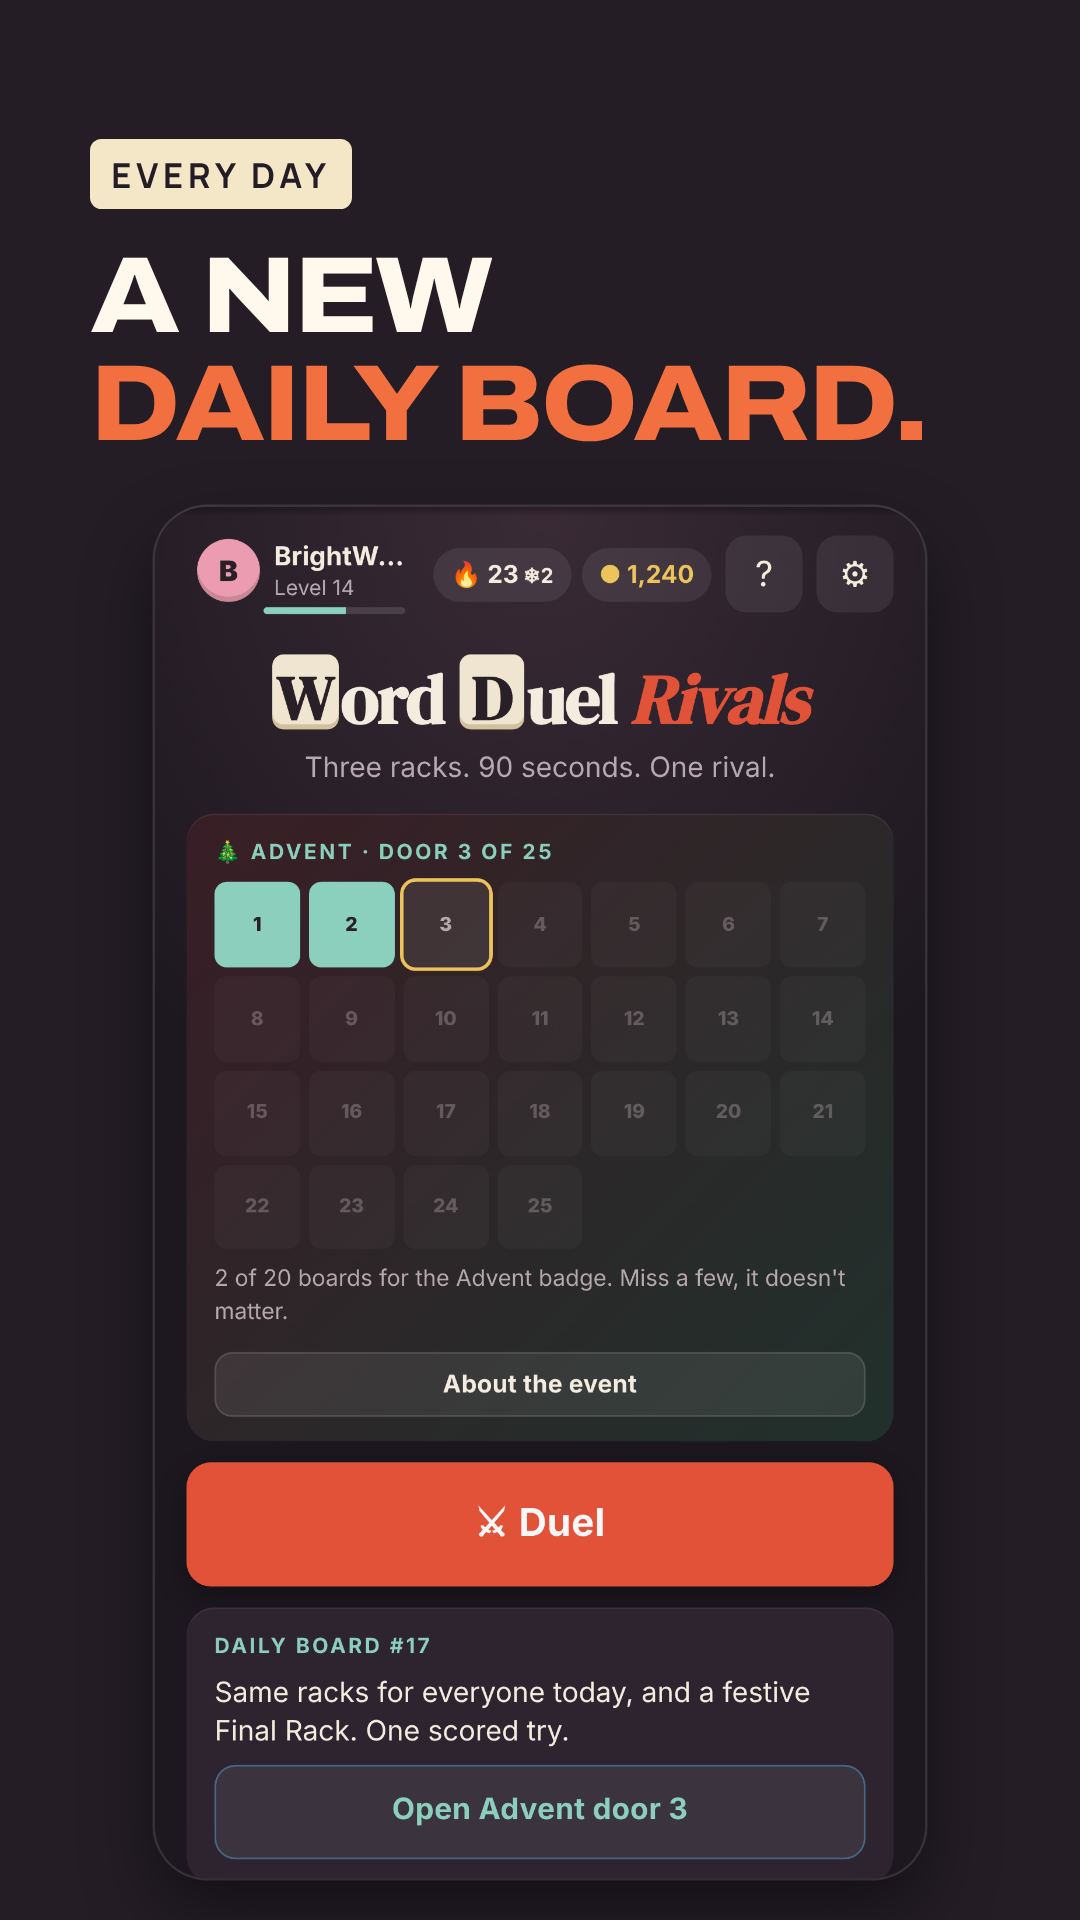 EVERY DAY
A NEW
DAILY BOARD.
B
BrightW...
Level 14
🔥 23 ❄2
1,240
?
Word Duel Rivals
Three racks. 90 seconds. One rival.
🎄 ADVENT · DOOR 3 OF 25
1 2 3 4 5 6 7
8 9 10 11 12 13 14
15 16 17 18 19 20 21
22 23 24 25
2 of 20 boards for the Advent badge. Miss a few, it doesn't
matter.
About the event
⚔ Duel
DAILY BOARD #17
Same racks for everyone today, and a festive
Final Rack. One scored try.
Open Advent door 3